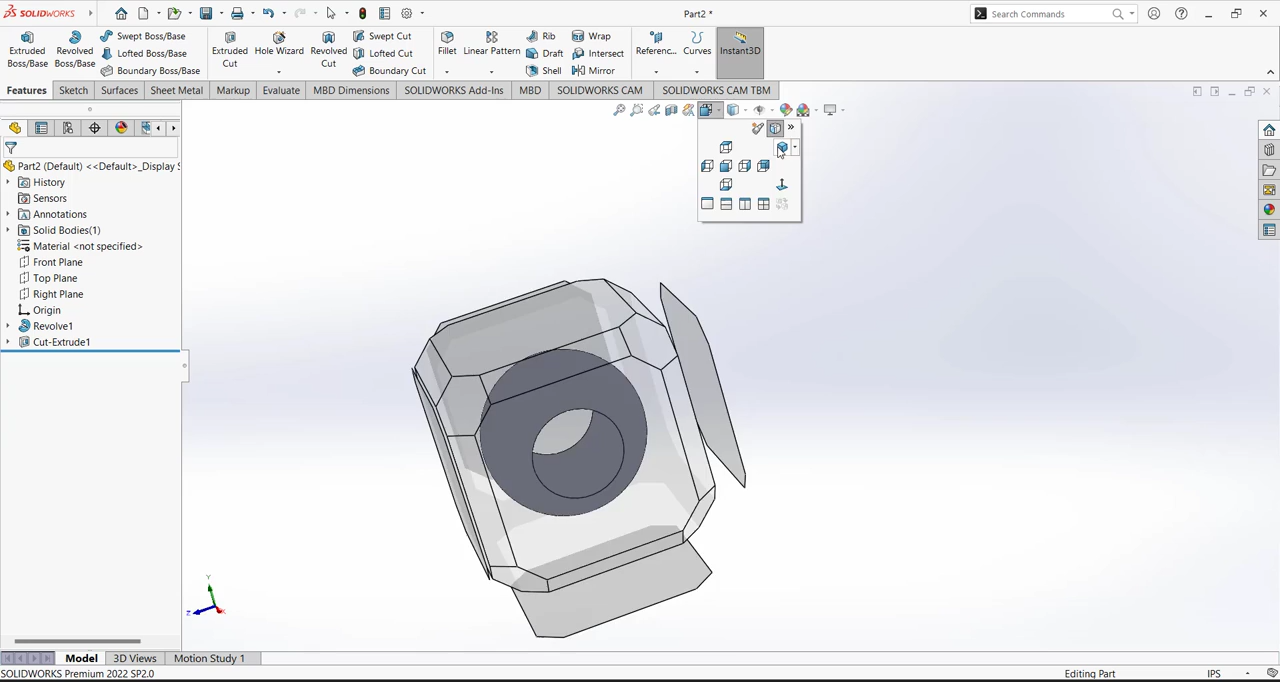 SOLIDWORKS
Part2 *
Search Commands
Extruded Boss/Base
Revolved Boss/Base
Swept Boss/Base
Lofted Boss/Base
Boundary Boss/Base
Extruded Cut
Hole Wizard
Revolved Cut
Swept Cut
Lofted Cut
Boundary Cut
Fillet
Linear Pattern
Rib
Draft
Shell
Wrap
Intersect
Mirror
Referenc...
Curves
Instant3D
Features
Sketch
Surfaces
Sheet Metal
Markup
Evaluate
MBD Dimensions
SOLIDWORKS Add-Ins
MBD
SOLIDWORKS CAM
SOLIDWORKS CAM TBM
Part2 (Default) <<Default>_Display S
History
Sensors
Annotations
Solid Bodies(1)
Material <not specified>
Front Plane
Top Plane
Right Plane
Origin
Revolve1
Cut-Extrude1
Y
Z
X
Model
3D Views
Motion Study 1
SOLIDWORKS Premium 2022 SP2.0
Editing Part
IPS